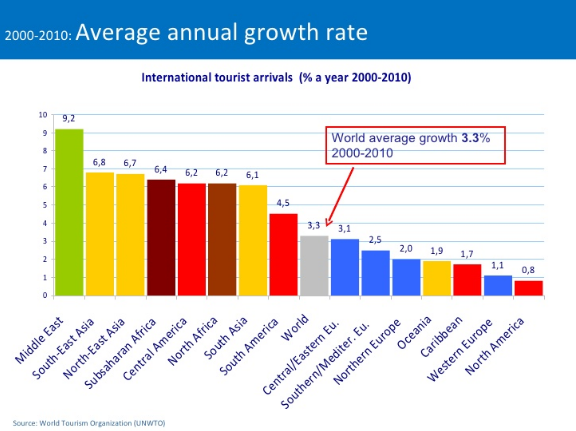 2000-2010: Average annual growth rate
International tourist arrivals (% a year 2000-2010)
10
9
8
7
6
5
4
3
2
1
0
9,2
6,8
6,7
6,4
6,2
6,2
6,1
4,5
3,3
3,1
2,5
2,0
1,9
1,7
1,1
0,8
World average growth 3.3%
2000-2010
Middle East
South-East Asia
North-East Asia
Subsaharan Africa
Central America
North Africa
South Asia
South America
World
Central/Eastern Eu.
Southern/Mediter. Eu.
Northern Europe
Oceania
Caribbean
Western Europe
North America
Source: World Tourism Organization (UNWTO)